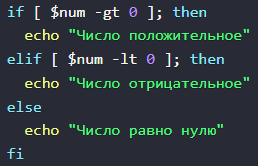 if [ $num -gt 0 ]; then
  echo "Число положительное"
elif [ $num -lt 0 ]; then
  echo "Число отрицательное"
else
  echo "Число равно нулю"
fi